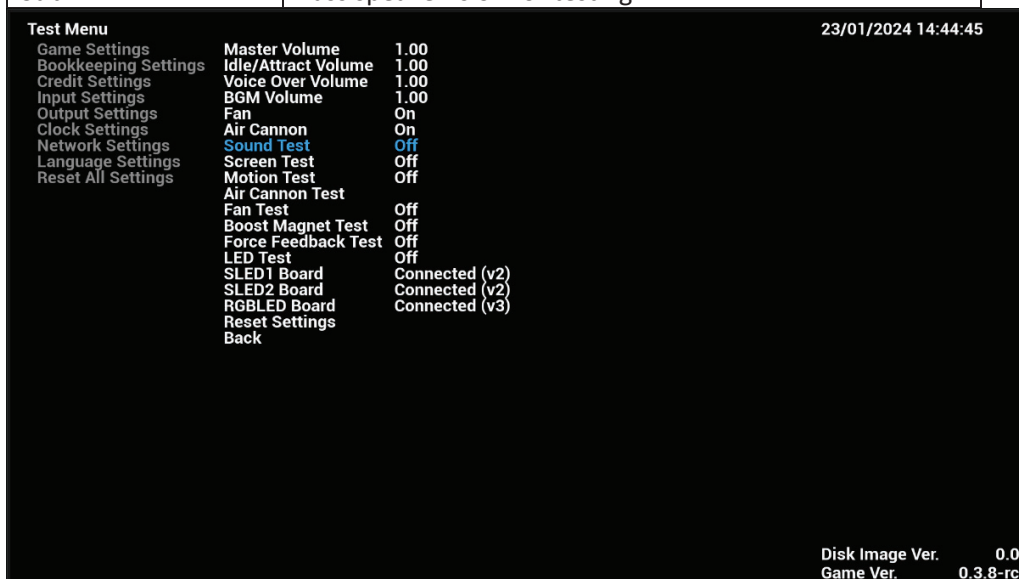 Test Menu 23/01/2024 14:44:45
Game Settings Master Volume 1.00
Bookkeeping Settings Idle/Attract Volume 1.00
Credit Settings Voice Over Volume 1.00
Input Settings BGM Volume 1.00
Output Settings Fan On
Clock Settings Air Cannon On
Network Settings Sound Test Off
Language Settings Screen Test Off
Reset All Settings Motion Test Off
Air Cannon Test
Fan Test Off
Boost Magnet Test Off
Force Feedback Test Off
LED Test Off
SLED1 Board Connected (v2)
SLED2 Board Connected (v2)
RGBLED Board Connected (v3)
Reset Settings
Back
Disk Image Ver. 0.0
Game Ver. 0.3.8-rc